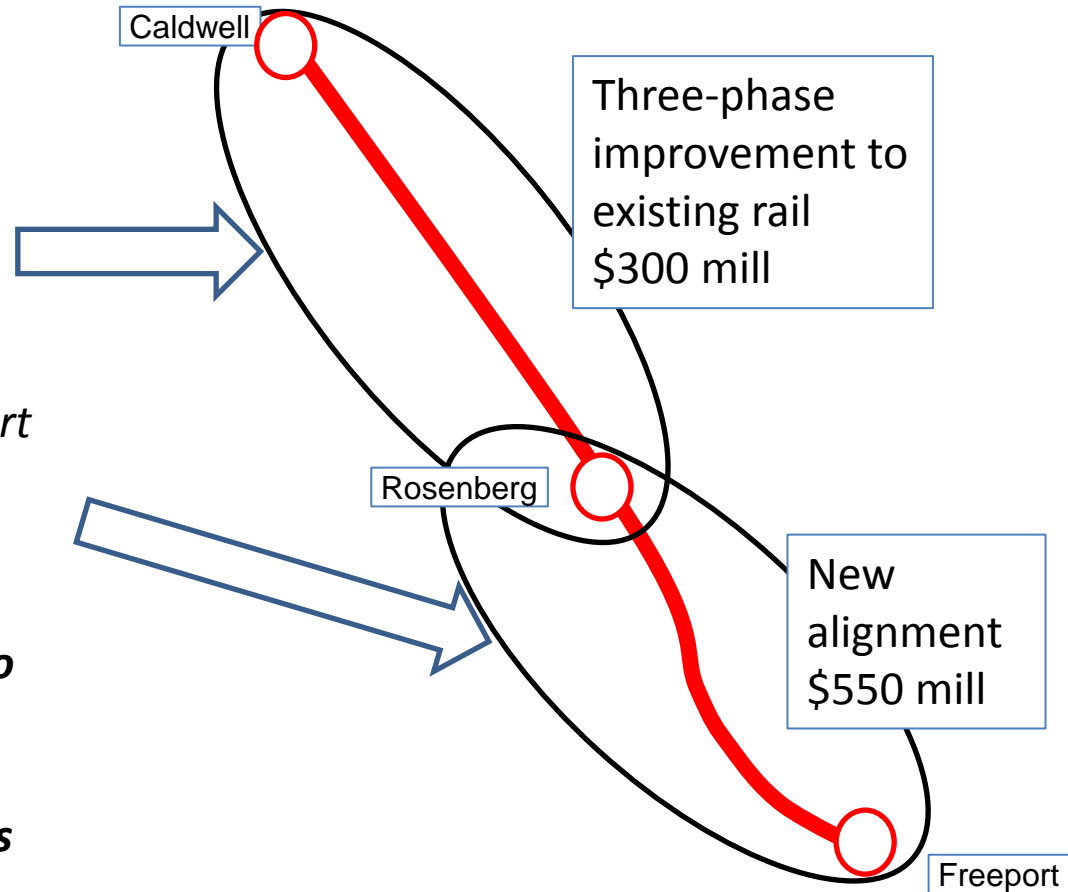 Caldwell
Three-phase
improvement to
existing rail
$300 mill
Rosenberg
New
alignment
$550 mill
Freeport